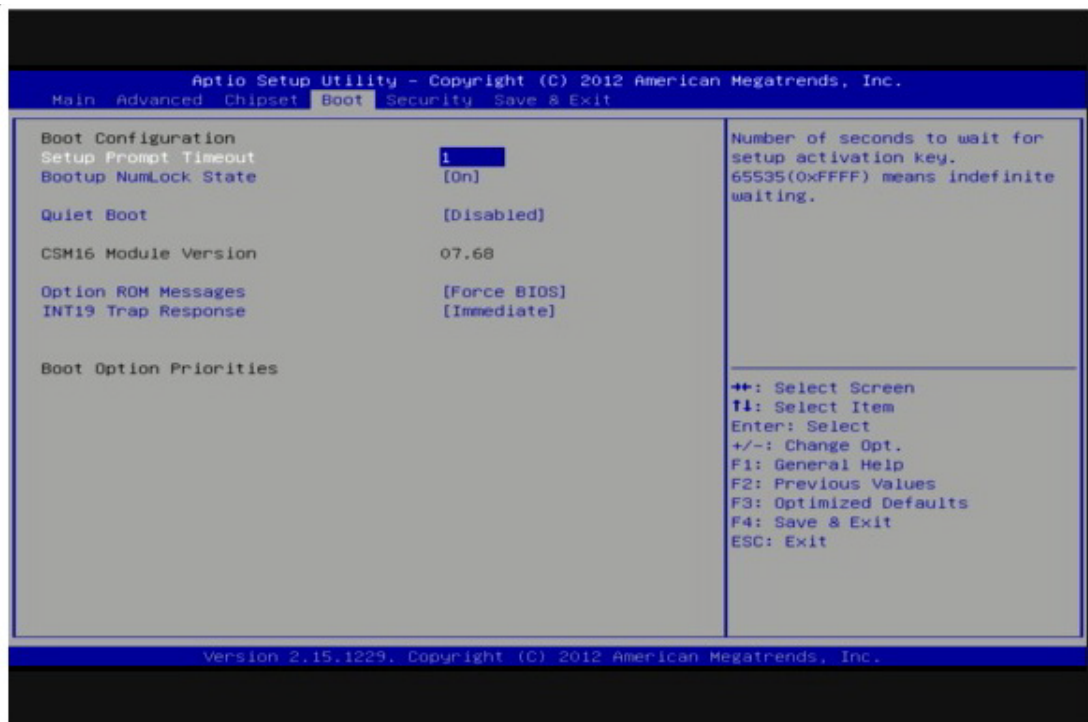 Aptio Setup Utility - Copyright (C) 2012 American Megatrends, Inc.
Main Advanced Chipset Boot Security Save & Exit
Boot Configuration
Setup Prompt Timeout 1
Bootup NumLock State [On]
Quiet Boot [Disabled]
CSM16 Module Version 07.68
Option ROM Messages [Force BIOS]
INT19 Trap Response [Immediate]
Boot Option Priorities
Number of seconds to wait for
setup activation key.
65535(0xFFFF) means indefinite
waiting.
→←: Select Screen
↑↓: Select Item
Enter: Select
+/-: Change Opt.
F1: General Help
F2: Previous Values
F3: Optimized Defaults
F4: Save & Exit
ESC: Exit
Version 2.15.1229. Copyright (C) 2012 American Megatrends, Inc.